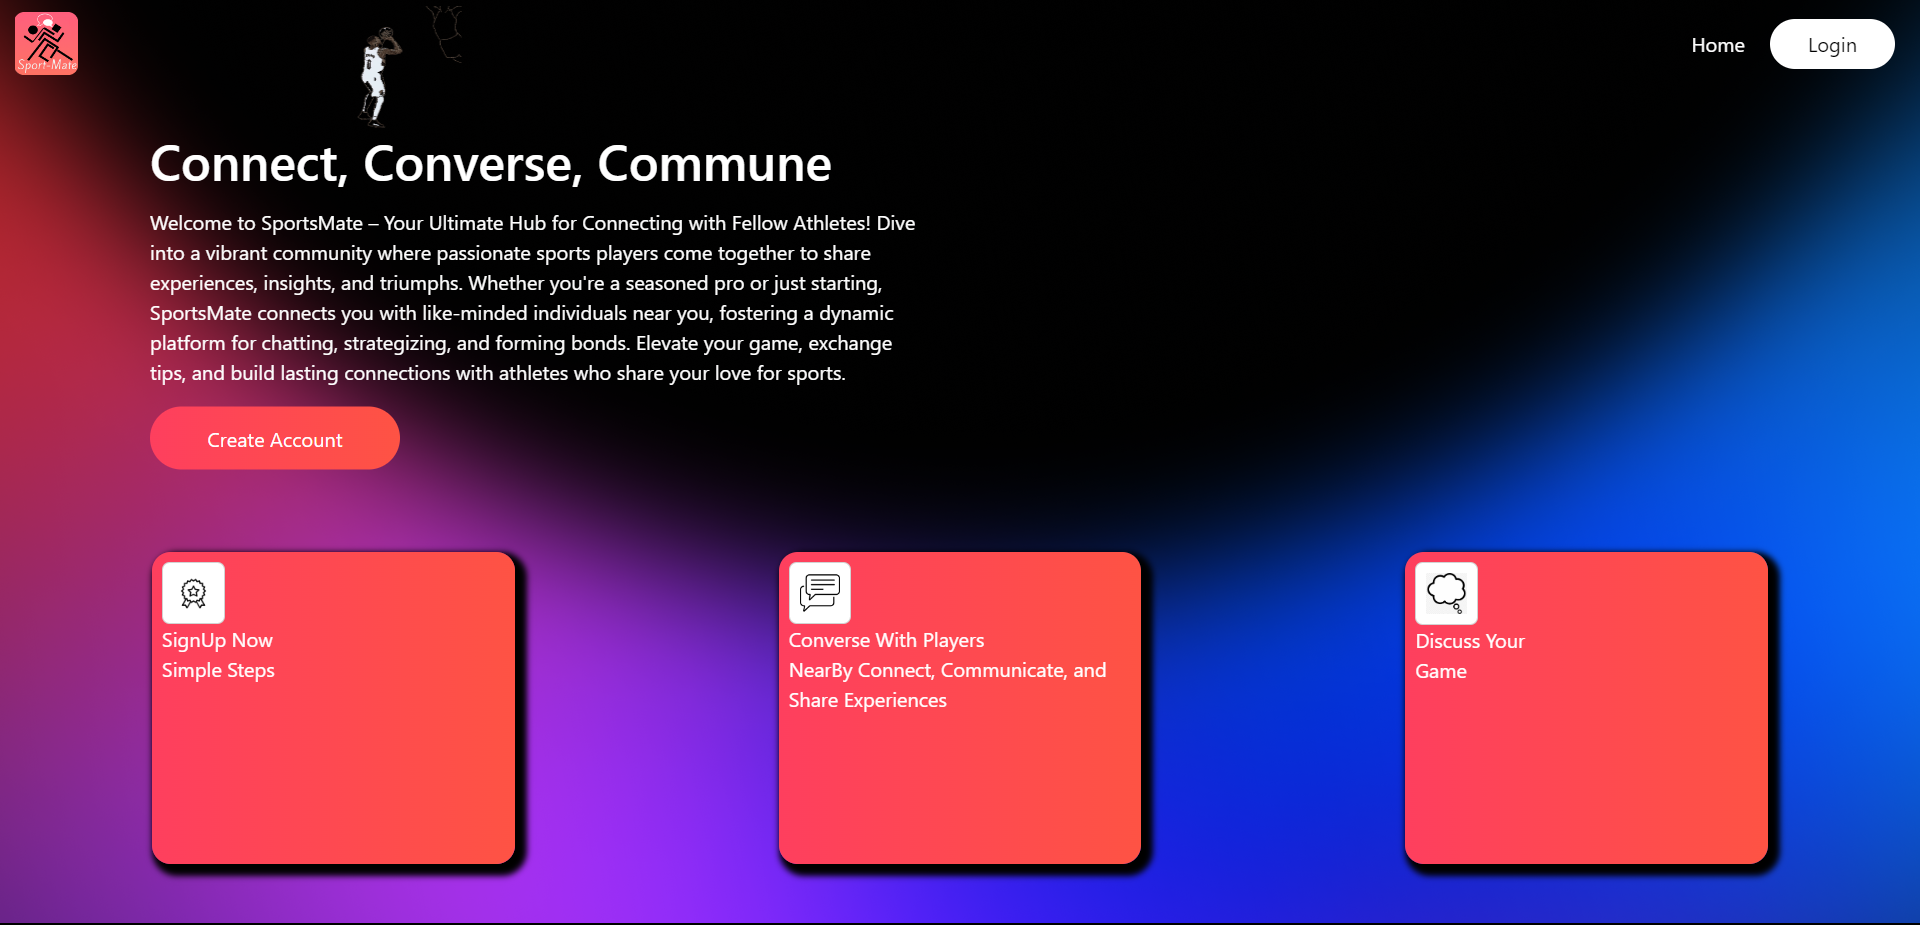 Sport-Mate
Home
Login
Connect, Converse, Commune
Welcome to SportsMate – Your Ultimate Hub for Connecting with Fellow Athletes! Dive
into a vibrant community where passionate sports players come together to share
experiences, insights, and triumphs. Whether you're a seasoned pro or just starting,
SportsMate connects you with like-minded individuals near you, fostering a dynamic
platform for chatting, strategizing, and forming bonds. Elevate your game, exchange
tips, and build lasting connections with athletes who share your love for sports.
Create Account
SignUp Now
Simple Steps
Converse With Players
NearBy Connect, Communicate, and
Share Experiences
Discuss Your
Game